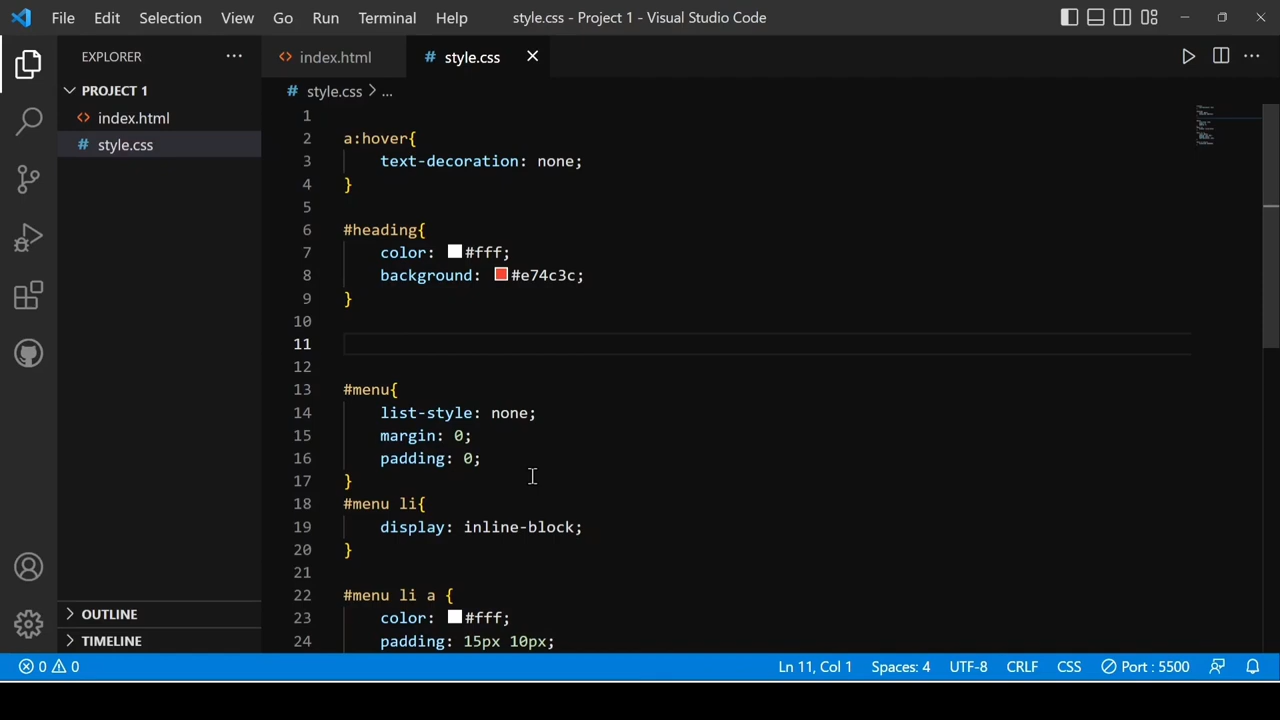 File Edit Selection View Go Run Terminal Help style.css - Project 1 - Visual Studio Code
EXPLORER
PROJECT 1
index.html
style.css
OUTLINE
TIMELINE
index.html style.css
style.css > ...
1
2 a:hover{
3 text-decoration: none;
4 }
5
6 #heading{
7 color: #fff;
8 background: #e74c3c;
9 }
10
11
12
13 #menu{
14 list-style: none;
15 margin: 0;
16 padding: 0;
17 }
18 #menu li{
19 display: inline-block;
20 }
21
22 #menu li a {
23 color: #fff;
24 padding: 15px 10px;
0 0 Ln 11, Col 1 Spaces: 4 UTF-8 CRLF CSS Port : 5500